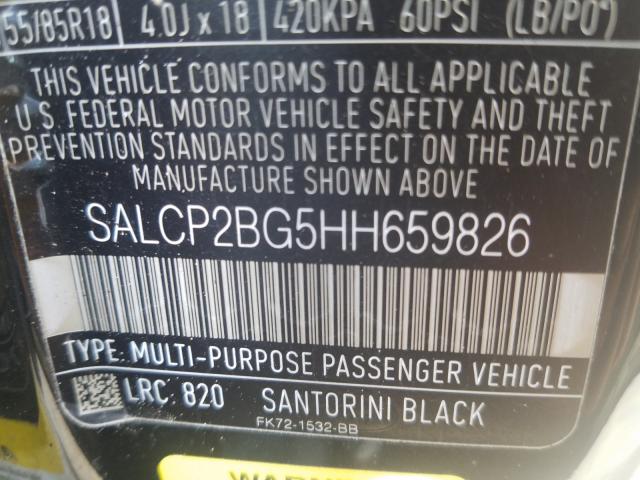 55/85R18 4.0J x 18 420KPA 60PSI (LB/PO²)
THIS VEHICLE CONFORMS TO ALL APPLICABLE
U.S. FEDERAL MOTOR VEHICLE SAFETY AND THEFT
PREVENTION STANDARDS IN EFFECT ON THE DATE OF
MANUFACTURE SHOWN ABOVE
SALCP2BG5HH659826
TYPE: MULTI-PURPOSE PASSENGER VEHICLE
LRC: 820 SANTORINI BLACK
FK72-1532-BB